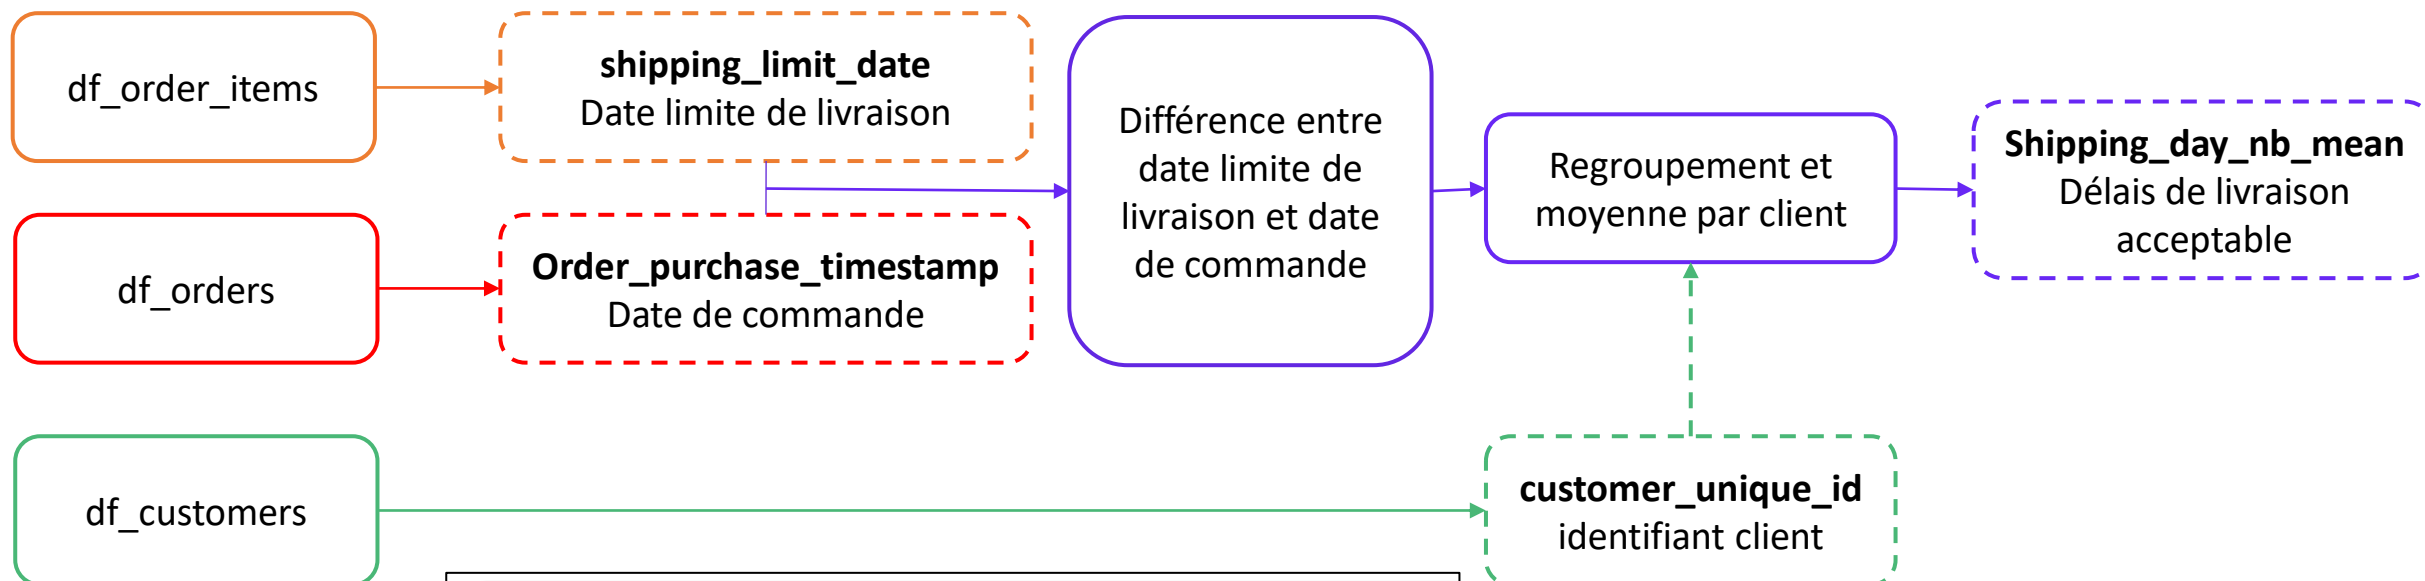 df_order_items
shipping_limit_date
Date limite de livraison
df_orders
Order_purchase_timestamp
Date de commande
Différence entre
date limite de
livraison et date
de commande
Regroupement et
moyenne par client
Shipping_day_nb_mean
Délais de livraison
acceptable
df_customers
customer_unique_id
identifiant client